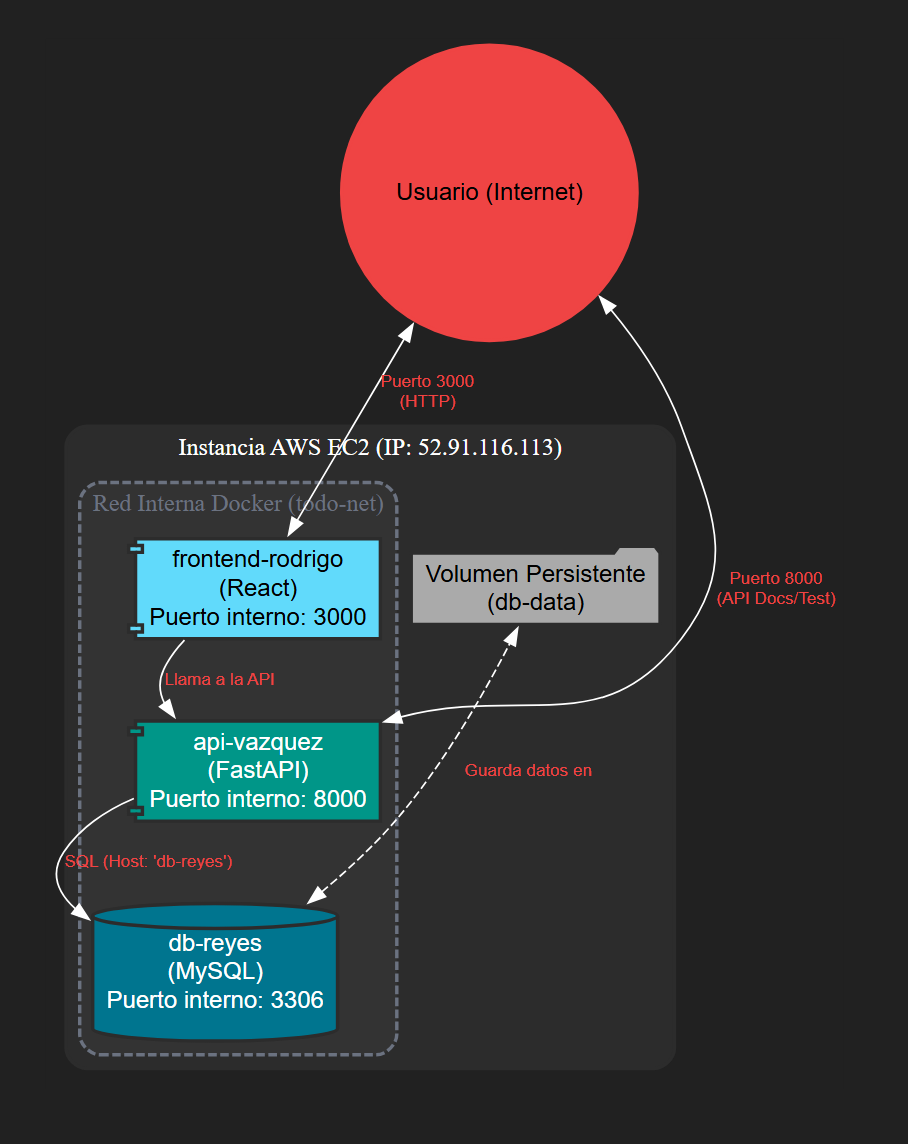 Usuario (Internet)
Puerto 3000
(HTTP)
Instancia AWS EC2 (IP: 52.91.116.113)
Red Interna Docker (todo-net)
frontend-rodrigo
(React)
Puerto interno: 3000
Volumen Persistente
(db-data)
Puerto 8000
(API Docs/Test)
Llama a la API
api-vazquez
(FastAPI)
Puerto interno: 8000
Guarda datos en
SQL (Host: 'db-reyes')
db-reyes
(MySQL)
Puerto interno: 3306